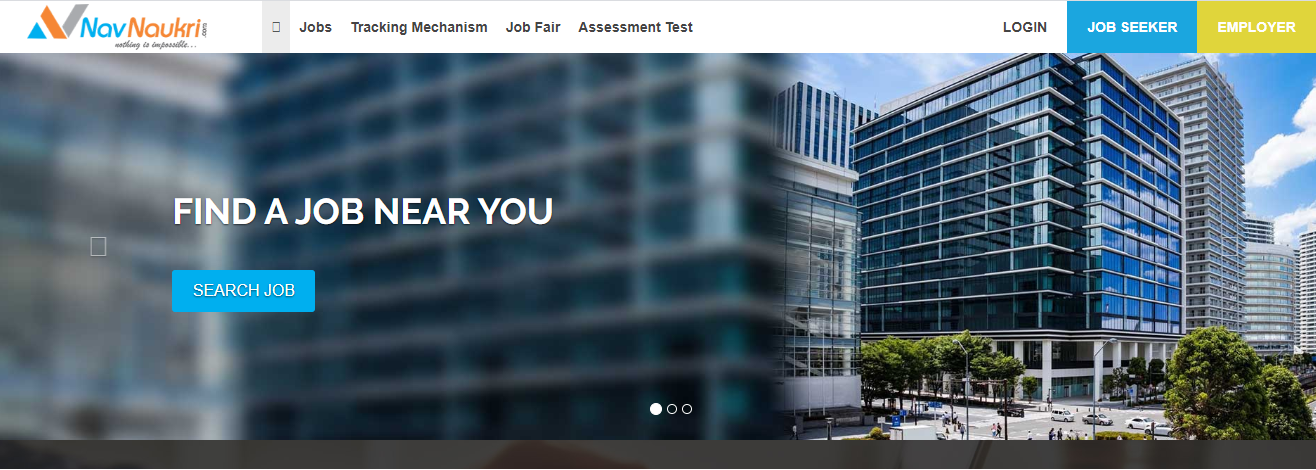 NavNaukri.com
nothing is impossible...
Jobs Tracking Mechanism Job Fair Assessment Test LOGIN JOB SEEKER EMPLOYER
FIND A JOB NEAR YOU
SEARCH JOB